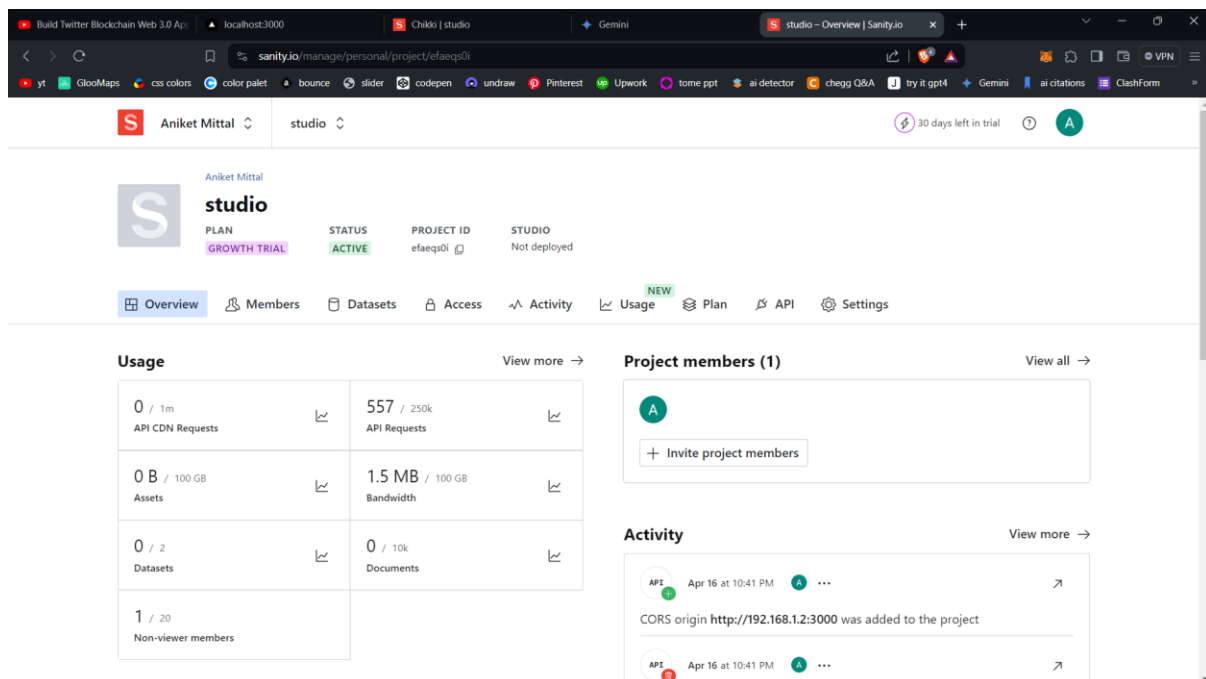 Build Twitter Blockchain Web 3.0 Ap
localhost:3000
S Chikki | studio
Gemini
S studio – Overview | Sanity.io
sanity.io/manage/personal/project/efaeqs0i
VPN
yt
GlooMaps
css colors
color palet
bounce
slider
codepen
undraw
Pinterest
Upwork
tome ppt
ai detector
chegg Q&A
try it gpt4
Gemini
ai citations
ClashForm
»
S Aniket Mittal
studio
30 days left in trial
A
Aniket Mittal
S
studio
PLAN STATUS PROJECT ID STUDIO
GROWTH TRIAL ACTIVE efaeqs0i Not deployed
NEW
Overview Members Datasets Access Activity Usage Plan API Settings
Usage
View more →
0 / 1m
API CDN Requests
557 / 250k
API Requests
0 B / 100 GB
Assets
1.5 MB / 100 GB
Bandwidth
0 / 2
Datasets
0 / 10k
Documents
1 / 20
Non-viewer members
Project members (1)
View all →
A
+ Invite project members
Activity
View more →
API Apr 16 at 10:41 PM A ...
CORS origin http://192.168.1.2:3000 was added to the project
API Apr 16 at 10:41 PM A ...